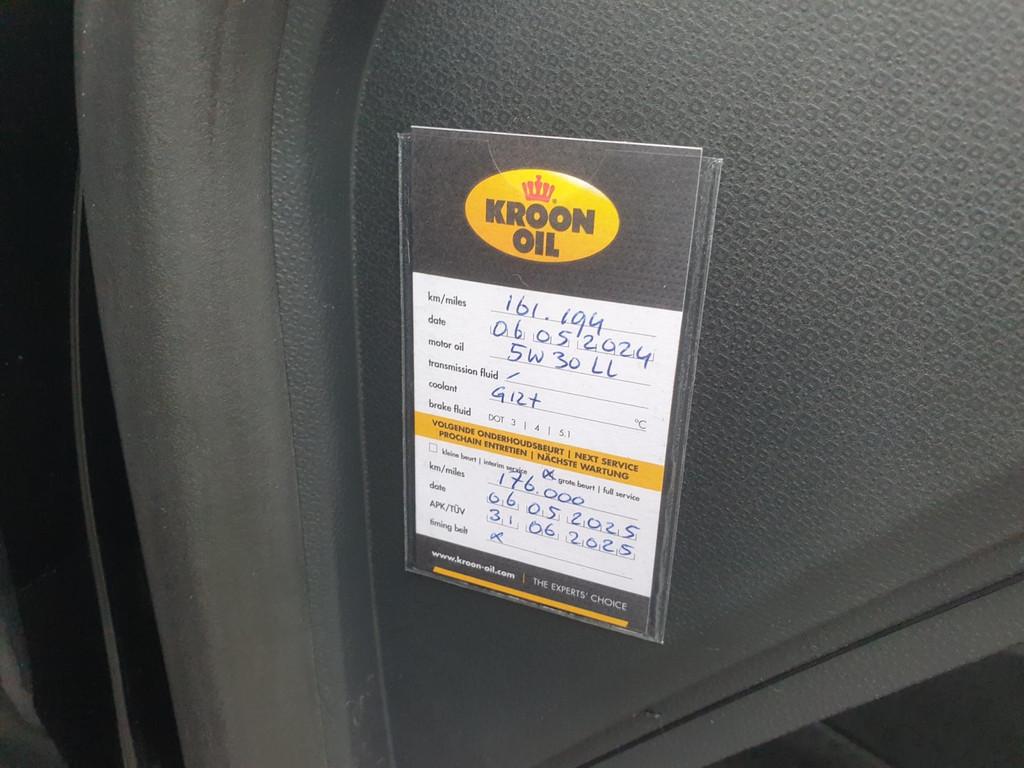 KROON
OIL
km/miles 161.194
date 06 05 2024
motor oil 5W30 LL
transmission fluid /
coolant G12+ °C
brake fluid DOT 3 | 4 | 5.1
VOLGENDE ONDERHOUDSBEURT | NEXT SERVICE
PROCHAIN ENTRETIEN | NÄCHSTE WARTUNG
kleine beurt | interim service x grote beurt | full service
km/miles 176.000
date 06 05 2025
APK/TÜV 31 06 2025
timing belt x
www.kroon-oil.com | THE EXPERTS' CHOICE